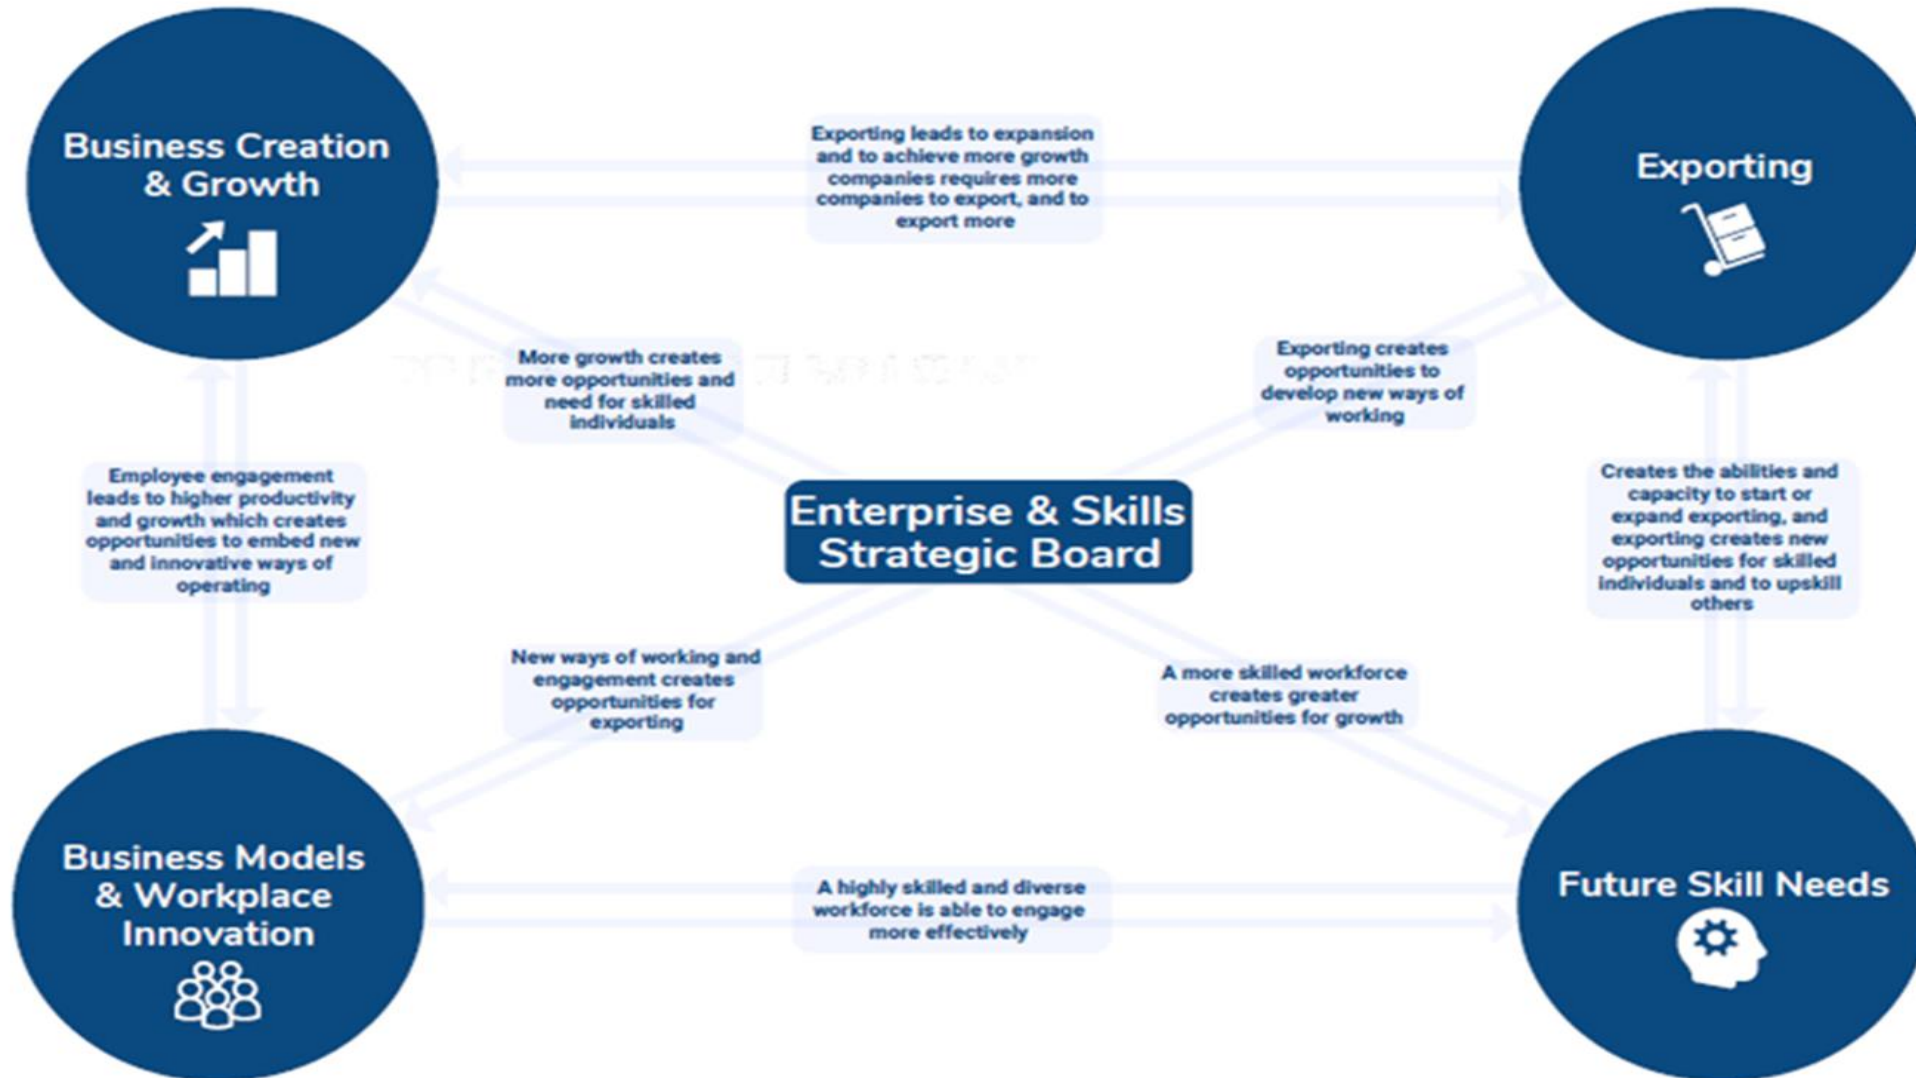 Business Creation
& Growth
Exporting leads to expansion
and to achieve more growth
companies requires more
companies to export, and to
export more
Exporting
More growth creates
more opportunities and
need for skilled
individuals
Exporting creates
opportunities to
develop new ways of
working
Employee engagement
leads to higher productivity
and growth which creates
opportunities to embed new
and innovative ways of
operating
Enterprise & Skills
Strategic Board
Creates the abilities and
capacity to start or
expand exporting, and
exporting creates new
opportunities for skilled
individuals and to upskill
others
New ways of working and
engagement creates
opportunities for
exporting
A more skilled workforce
creates greater
opportunities for growth
Business Models
& Workplace
Innovation
A highly skilled and diverse
workforce is able to engage
more effectively
Future Skill Needs